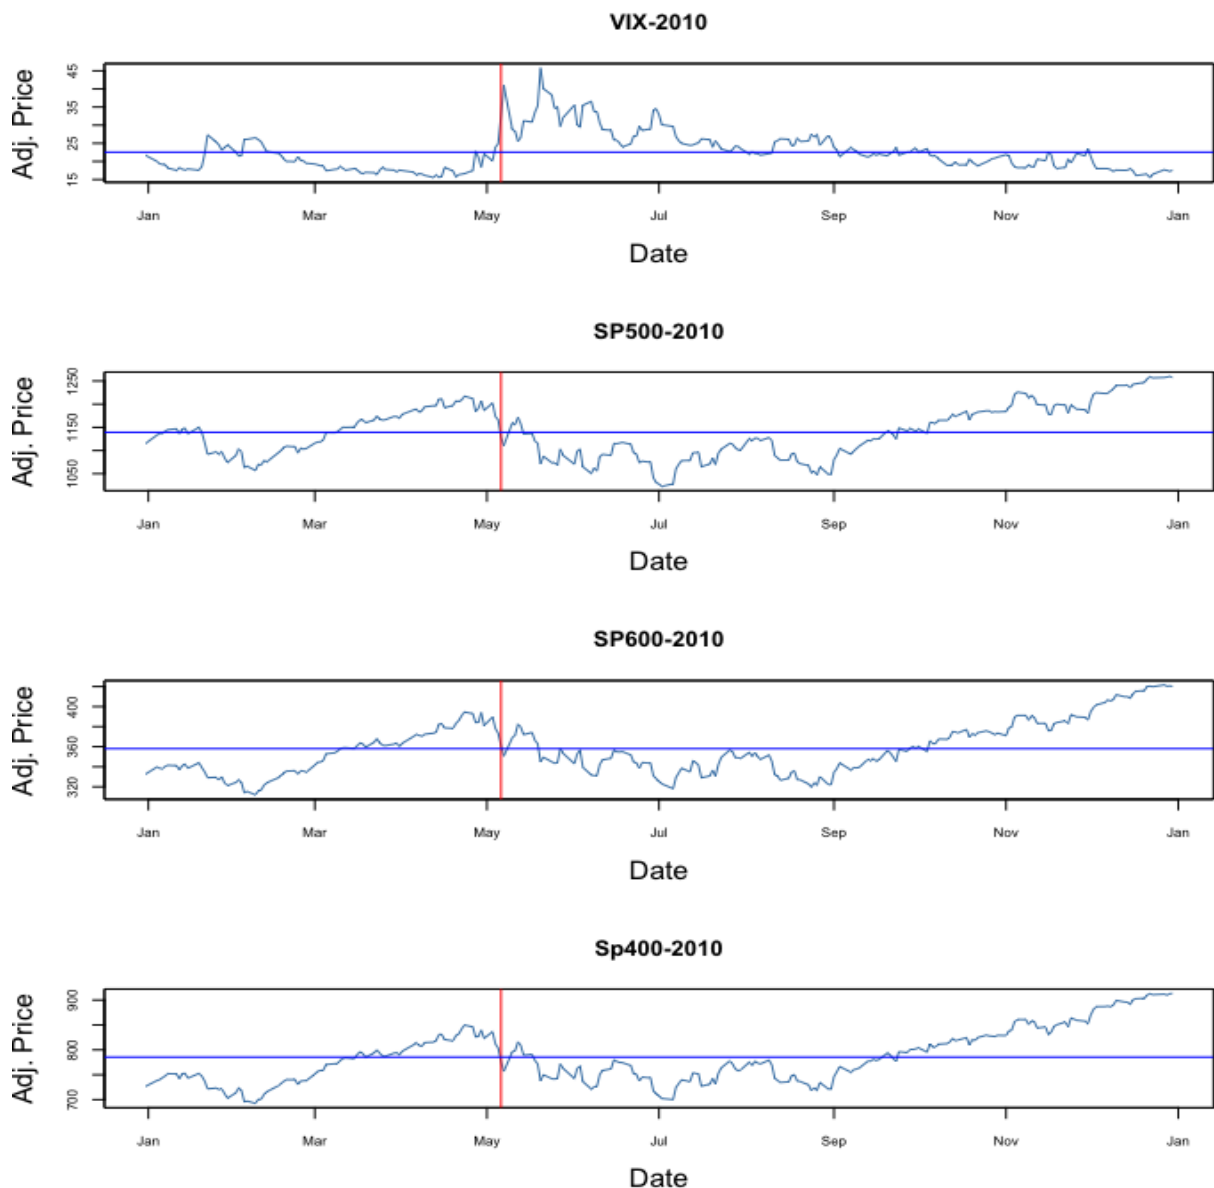 VIX-2010
Adj. Price
45
35
25
15
Jan Mar May Jul Sep Nov Jan
Date
SP500-2010
Adj. Price
1250
1150
1050
Jan Mar May Jul Sep Nov Jan
Date
SP600-2010
Adj. Price
400
360
320
Jan Mar May Jul Sep Nov Jan
Date
Sp400-2010
Adj. Price
900
800
700
Jan Mar May Jul Sep Nov Jan
Date